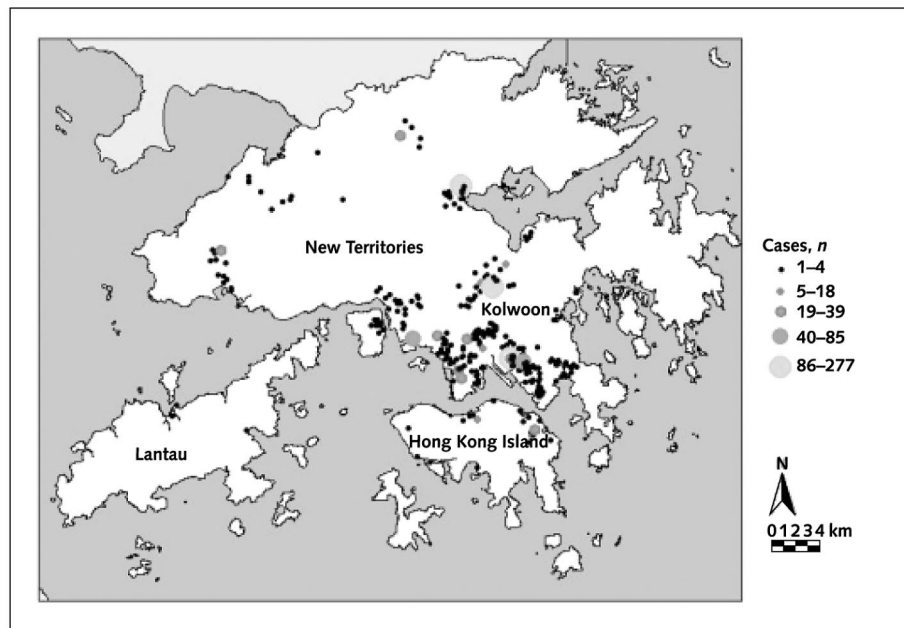 New Territories
Kolwoon
Hong Kong Island
Lantau
Cases, n
1–4
5–18
19–39
40–85
86–277
N
0 1 2 3 4 km